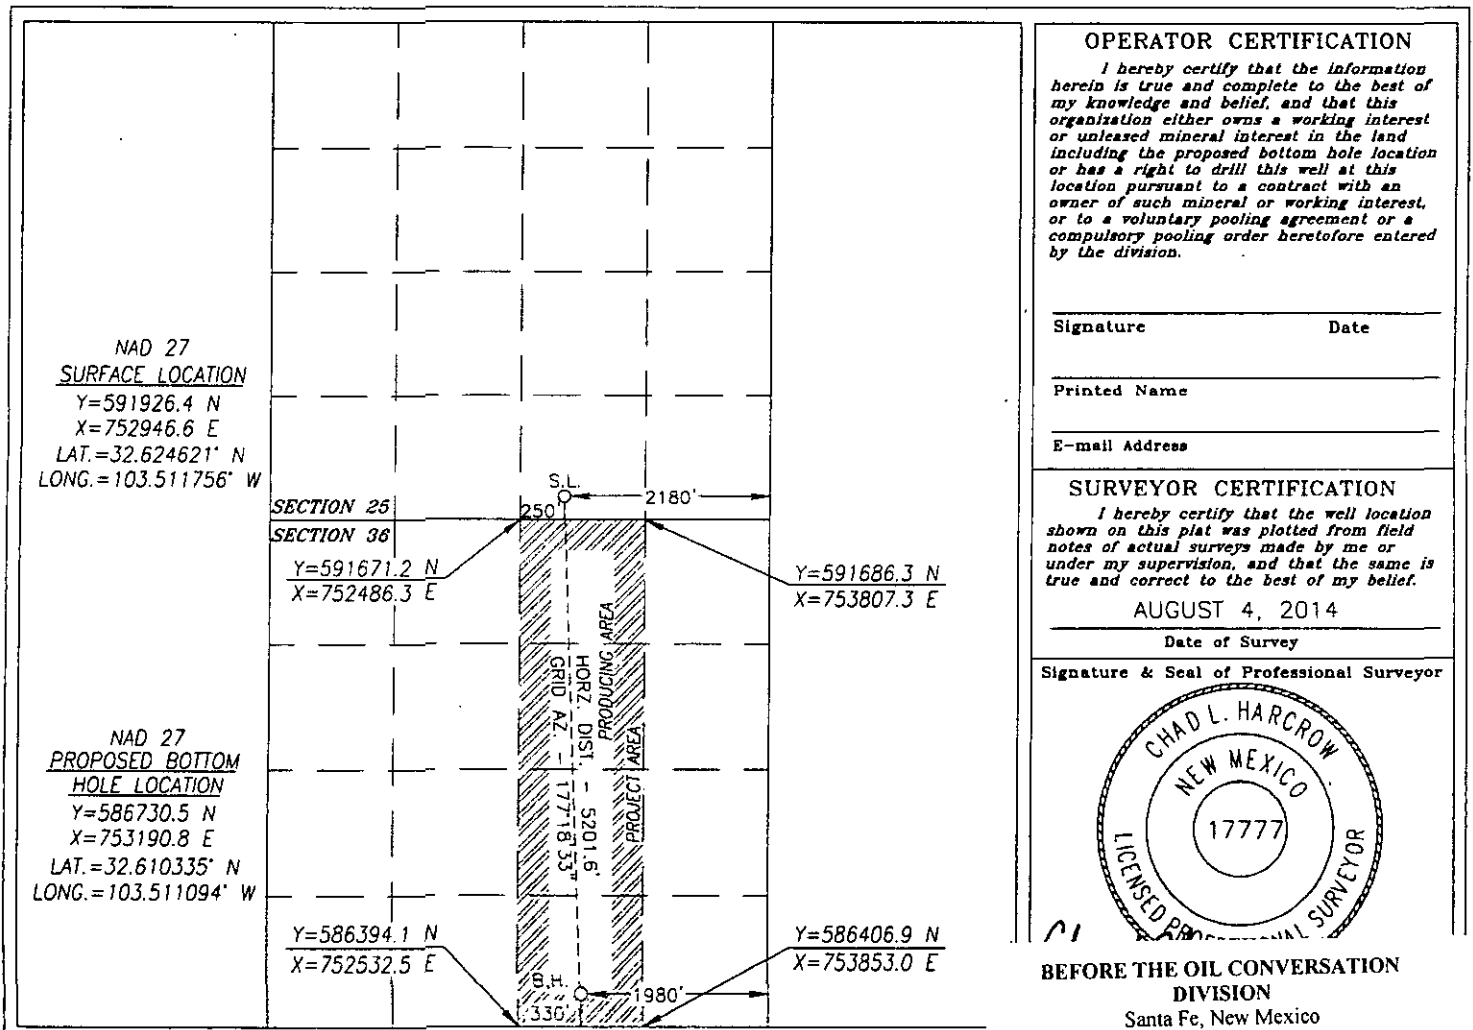 NAD 27
SURFACE LOCATION
Y=591926.4 N
X=752946.6 E
LAT.=32.624621° N
LONG.=103.511756° W
SECTION 25
SECTION 36
S.L.
250'
2180'
Y=591671.2 N
X=752486.3 E
Y=591686.3 N
X=753807.3 E
PRODUCING AREA
PROJECT AREA
HORZ. DIST. - 5201.6'
GRID AZ. - 177°18'33"
NAD 27
PROPOSED BOTTOM
HOLE LOCATION
Y=586730.5 N
X=753190.8 E
LAT.=32.610335° N
LONG.=103.511094° W
Y=586394.1 N
X=752532.5 E
Y=586406.9 N
X=753853.0 E
B.H.
1980'
330'
OPERATOR CERTIFICATION
I hereby certify that the information
herein is true and complete to the best of
my knowledge and belief, and that this
organization either owns a working interest
or unleased mineral interest in the land
including the proposed bottom hole location
or has a right to drill this well at this
location pursuant to a contract with an
owner of such mineral or working interest,
or to a voluntary pooling agreement or a
compulsory pooling order heretofore entered
by the division.
Signature Date
Printed Name
E-mail Address
SURVEYOR CERTIFICATION
I hereby certify that the well location
shown on this plat was plotted from field
notes of actual surveys made by me or
under my supervision, and that the same is
true and correct to the best of my belief.
AUGUST 4, 2014
Date of Survey
Signature & Seal of Professional Surveyor
CHAD L. HARCROW
NEW MEXICO
17777
LICENSED PROFESSIONAL SURVEYOR
BEFORE THE OIL CONVERSATION
DIVISION
Santa Fe, New Mexico